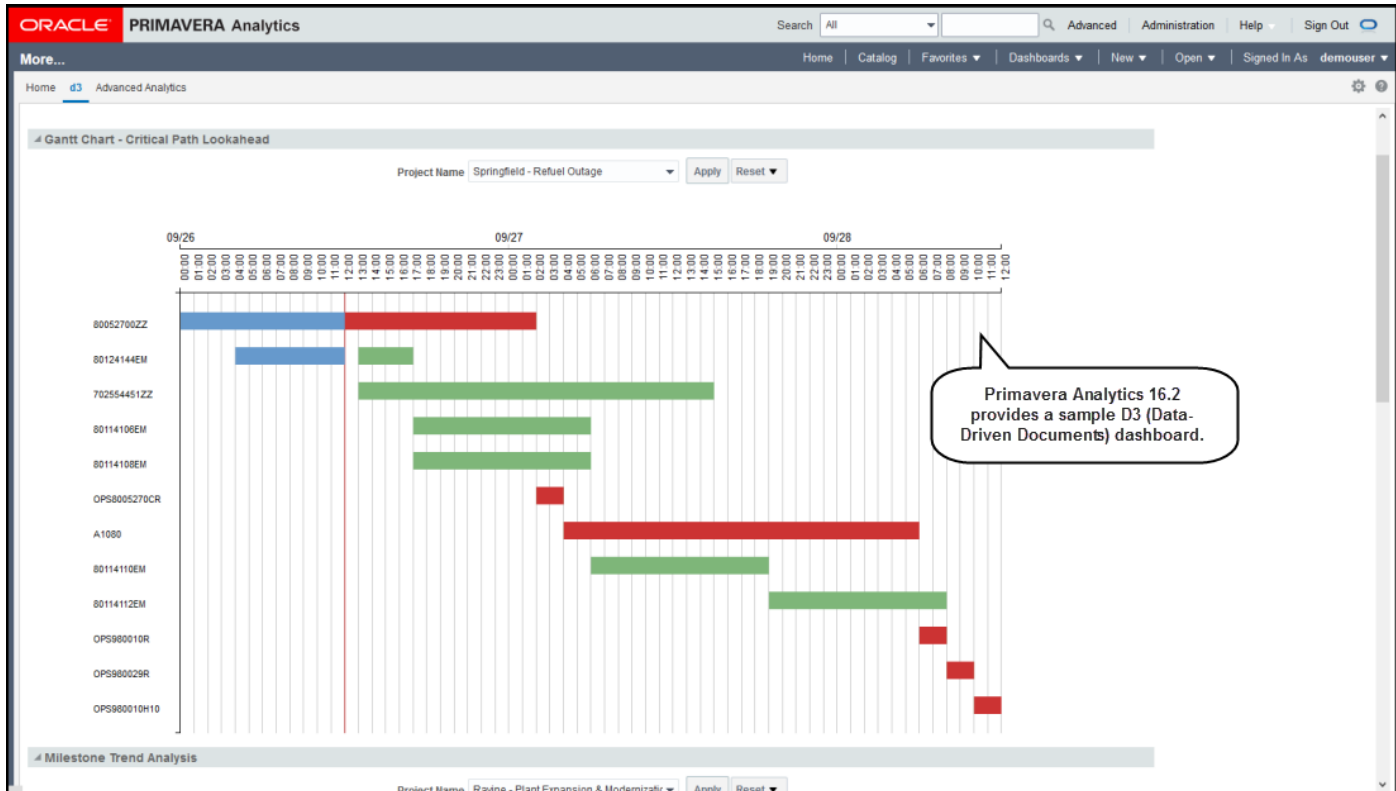 ORACLE PRIMAVERA Analytics Search All Advanced Administration Help Sign Out
More... Home Catalog Favorites Dashboards New Open Signed In As demouser
Home d3 Advanced Analytics
Gantt Chart - Critical Path Lookahead
Project Name Springfield - Refuel Outage Apply Reset
09/26 09/27 09/28
00:00 01:00 02:00 03:00 04:00 05:00 06:00 07:00 08:00 09:00 10:00 11:00 12:00 13:00 14:00 15:00 16:00 17:00 18:00 19:00 20:00 21:00 22:00 23:00 00:00 01:00 02:00 03:00 04:00 05:00 06:00 07:00 08:00 09:00 10:00 11:00 12:00 13:00 14:00 15:00 16:00 17:00 18:00 19:00 20:00 21:00 22:00 23:00 00:00 01:00 02:00 03:00 04:00 05:00 06:00 07:00 08:00 09:00 10:00 11:00 12:00
80052700ZZ
80124144EM
702554451ZZ
80114106EM
80114108EM
OPS8005270CR
A1080
80114110EM
80114112EM
OPS980010R
OPS980029R
OPS980010H10
Primavera Analytics 16.2
provides a sample D3 (Data-
Driven Documents) dashboard.
Milestone Trend Analysis
Project Name Ravine - Plant Expansion & Modernizatic Apply Reset